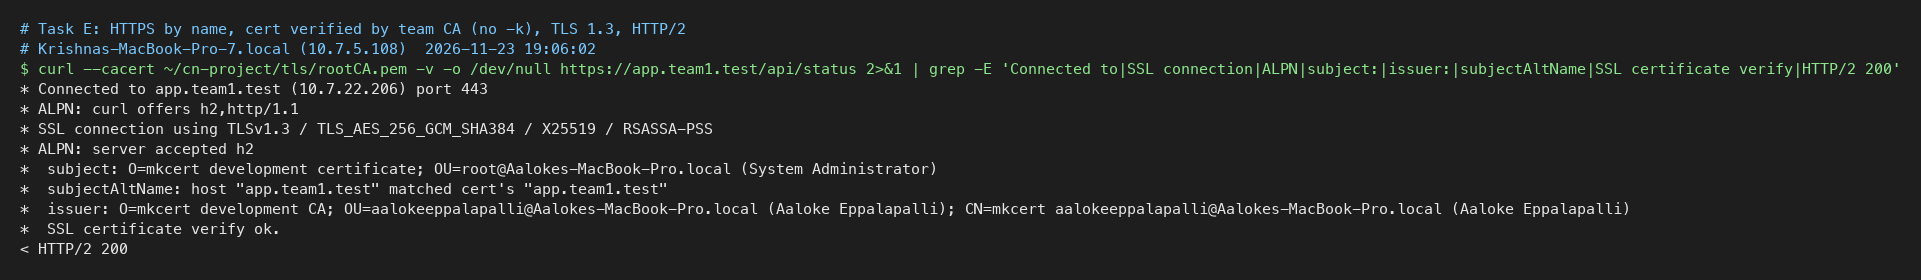 # Task E: HTTPS by name, cert verified by team CA (no -k), TLS 1.3, HTTP/2
# Krishnas-MacBook-Pro-7.local (10.7.5.108)  2026-11-23 19:06:02
$ curl --cacert ~/cn-project/tls/rootCA.pem -v -o /dev/null https://app.team1.test/api/status 2>&1 | grep -E 'Connected to|SSL connection|ALPN|subject:|issuer:|subjectAltName|SSL certificate verify|HTTP/2 200'
* Connected to app.team1.test (10.7.22.206) port 443
* ALPN: curl offers h2,http/1.1
* SSL connection using TLSv1.3 / TLS_AES_256_GCM_SHA384 / X25519 / RSASSA-PSS
* ALPN: server accepted h2
*  subject: O=mkcert development certificate; OU=root@Aalokes-MacBook-Pro.local (System Administrator)
*  subjectAltName: host "app.team1.test" matched cert's "app.team1.test"
*  issuer: O=mkcert development CA; OU=aalokeeppalapalli@Aalokes-MacBook-Pro.local (Aaloke Eppalapalli); CN=mkcert aalokeeppalapalli@Aalokes-MacBook-Pro.local (Aaloke Eppalapalli)
*  SSL certificate verify ok.
< HTTP/2 200